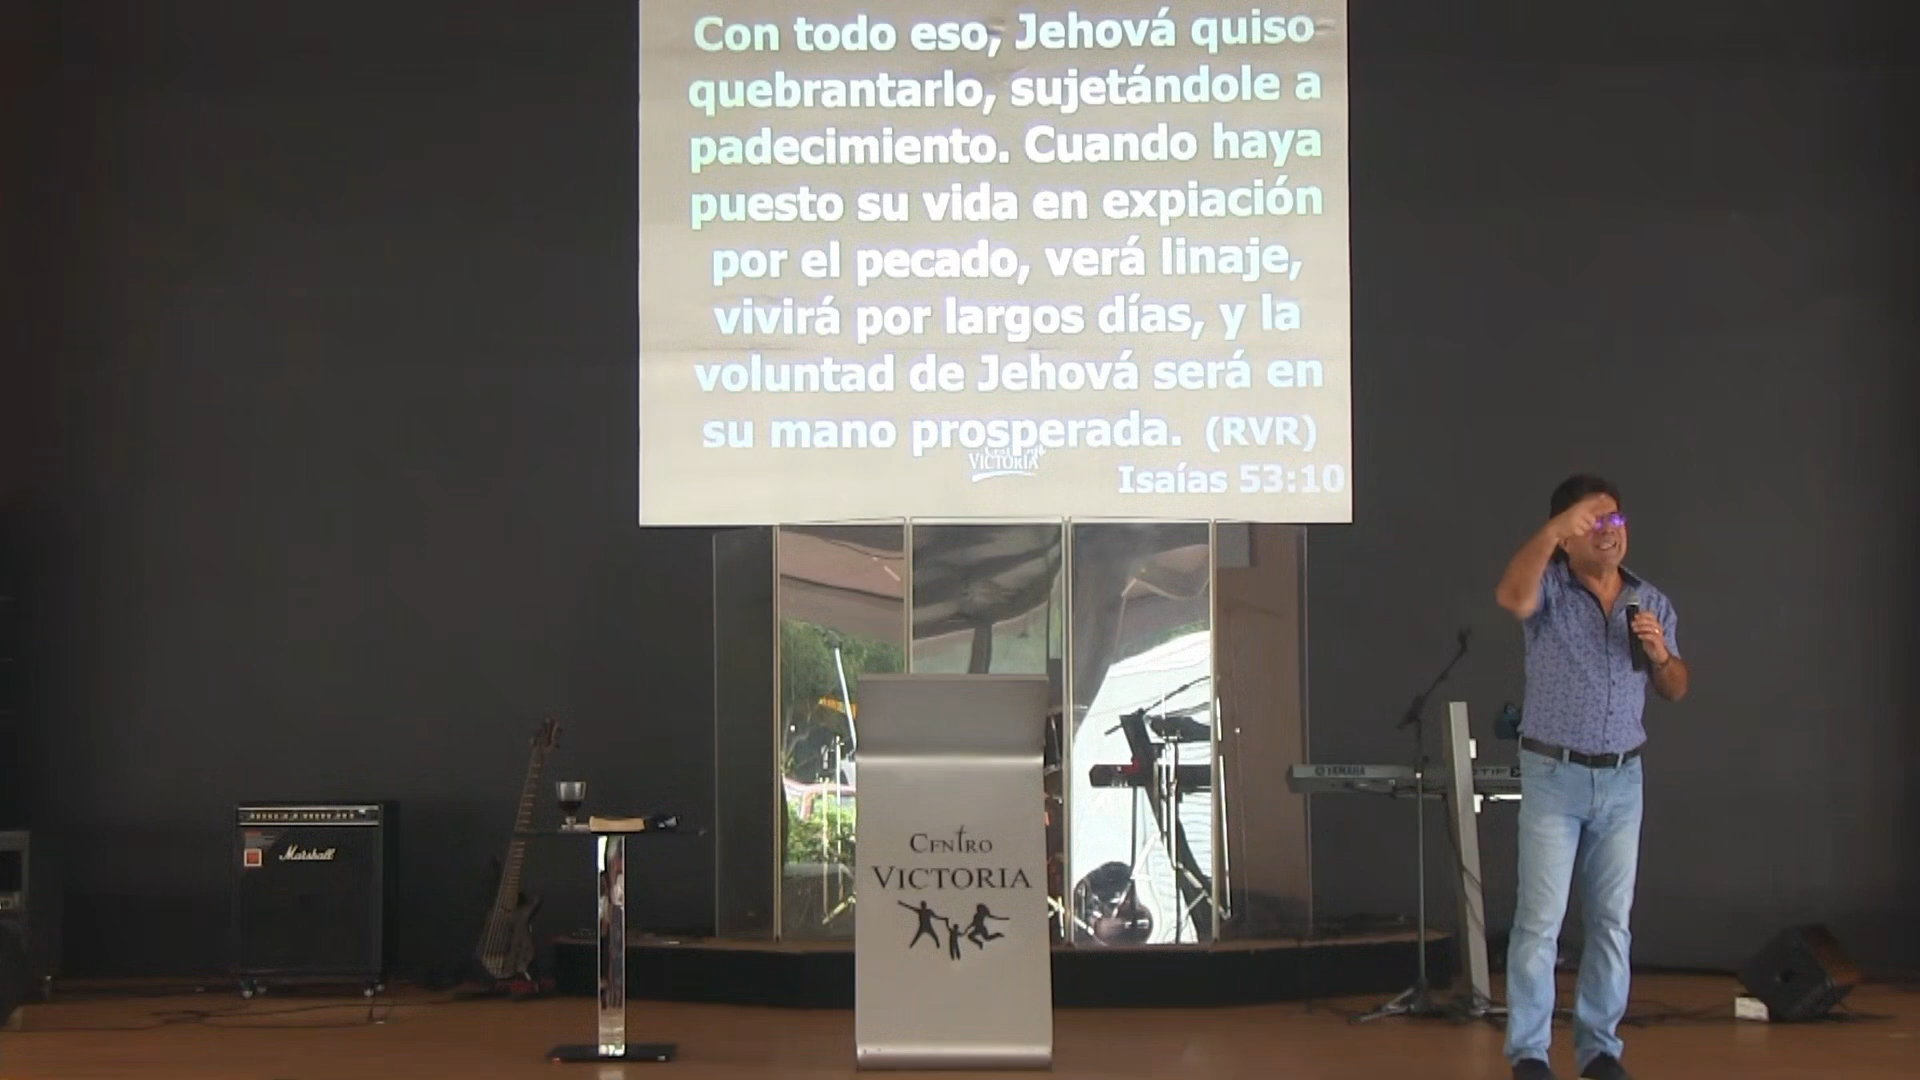 Con todo eso, Jehová quiso
quebrantarlo, sujetándole a
padecimiento. Cuando haya
puesto su vida en expiación
por el pecado, verá linaje,
vivirá por largos días, y la
voluntad de Jehová será en
su mano prosperada. (RVR)
VICTORIA
Isaías 53:10
YAMAHA
Marshall
CENTRO
VICTORIA